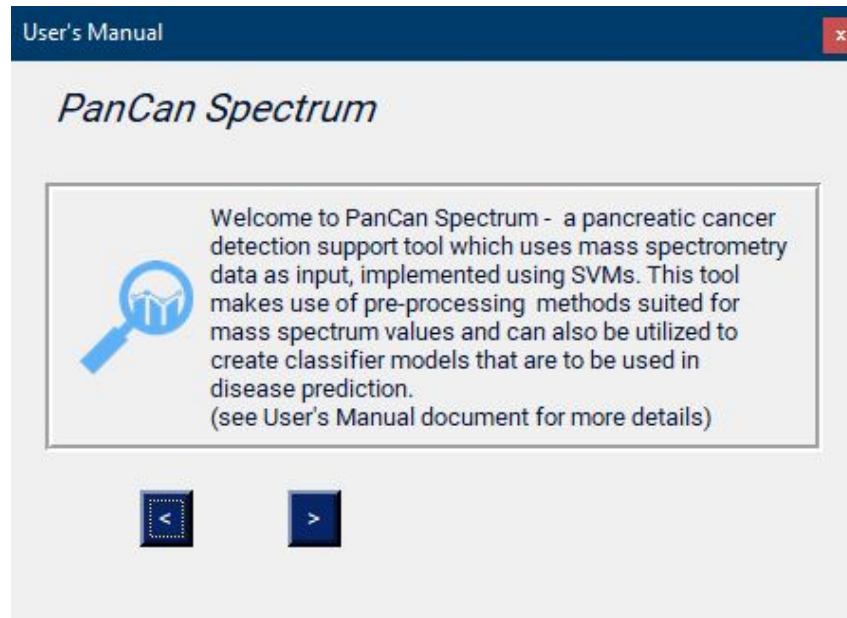 User's Manual
x
PanCan Spectrum
Welcome to PanCan Spectrum -  a pancreatic cancer
detection support tool which uses mass spectrometry
data as input, implemented using SVMs. This tool
makes use of pre-processing  methods suited for
mass spectrum values and can also be utilized to
create classifier models that are to be used in
disease prediction.
(see User's Manual document for more details)
< >